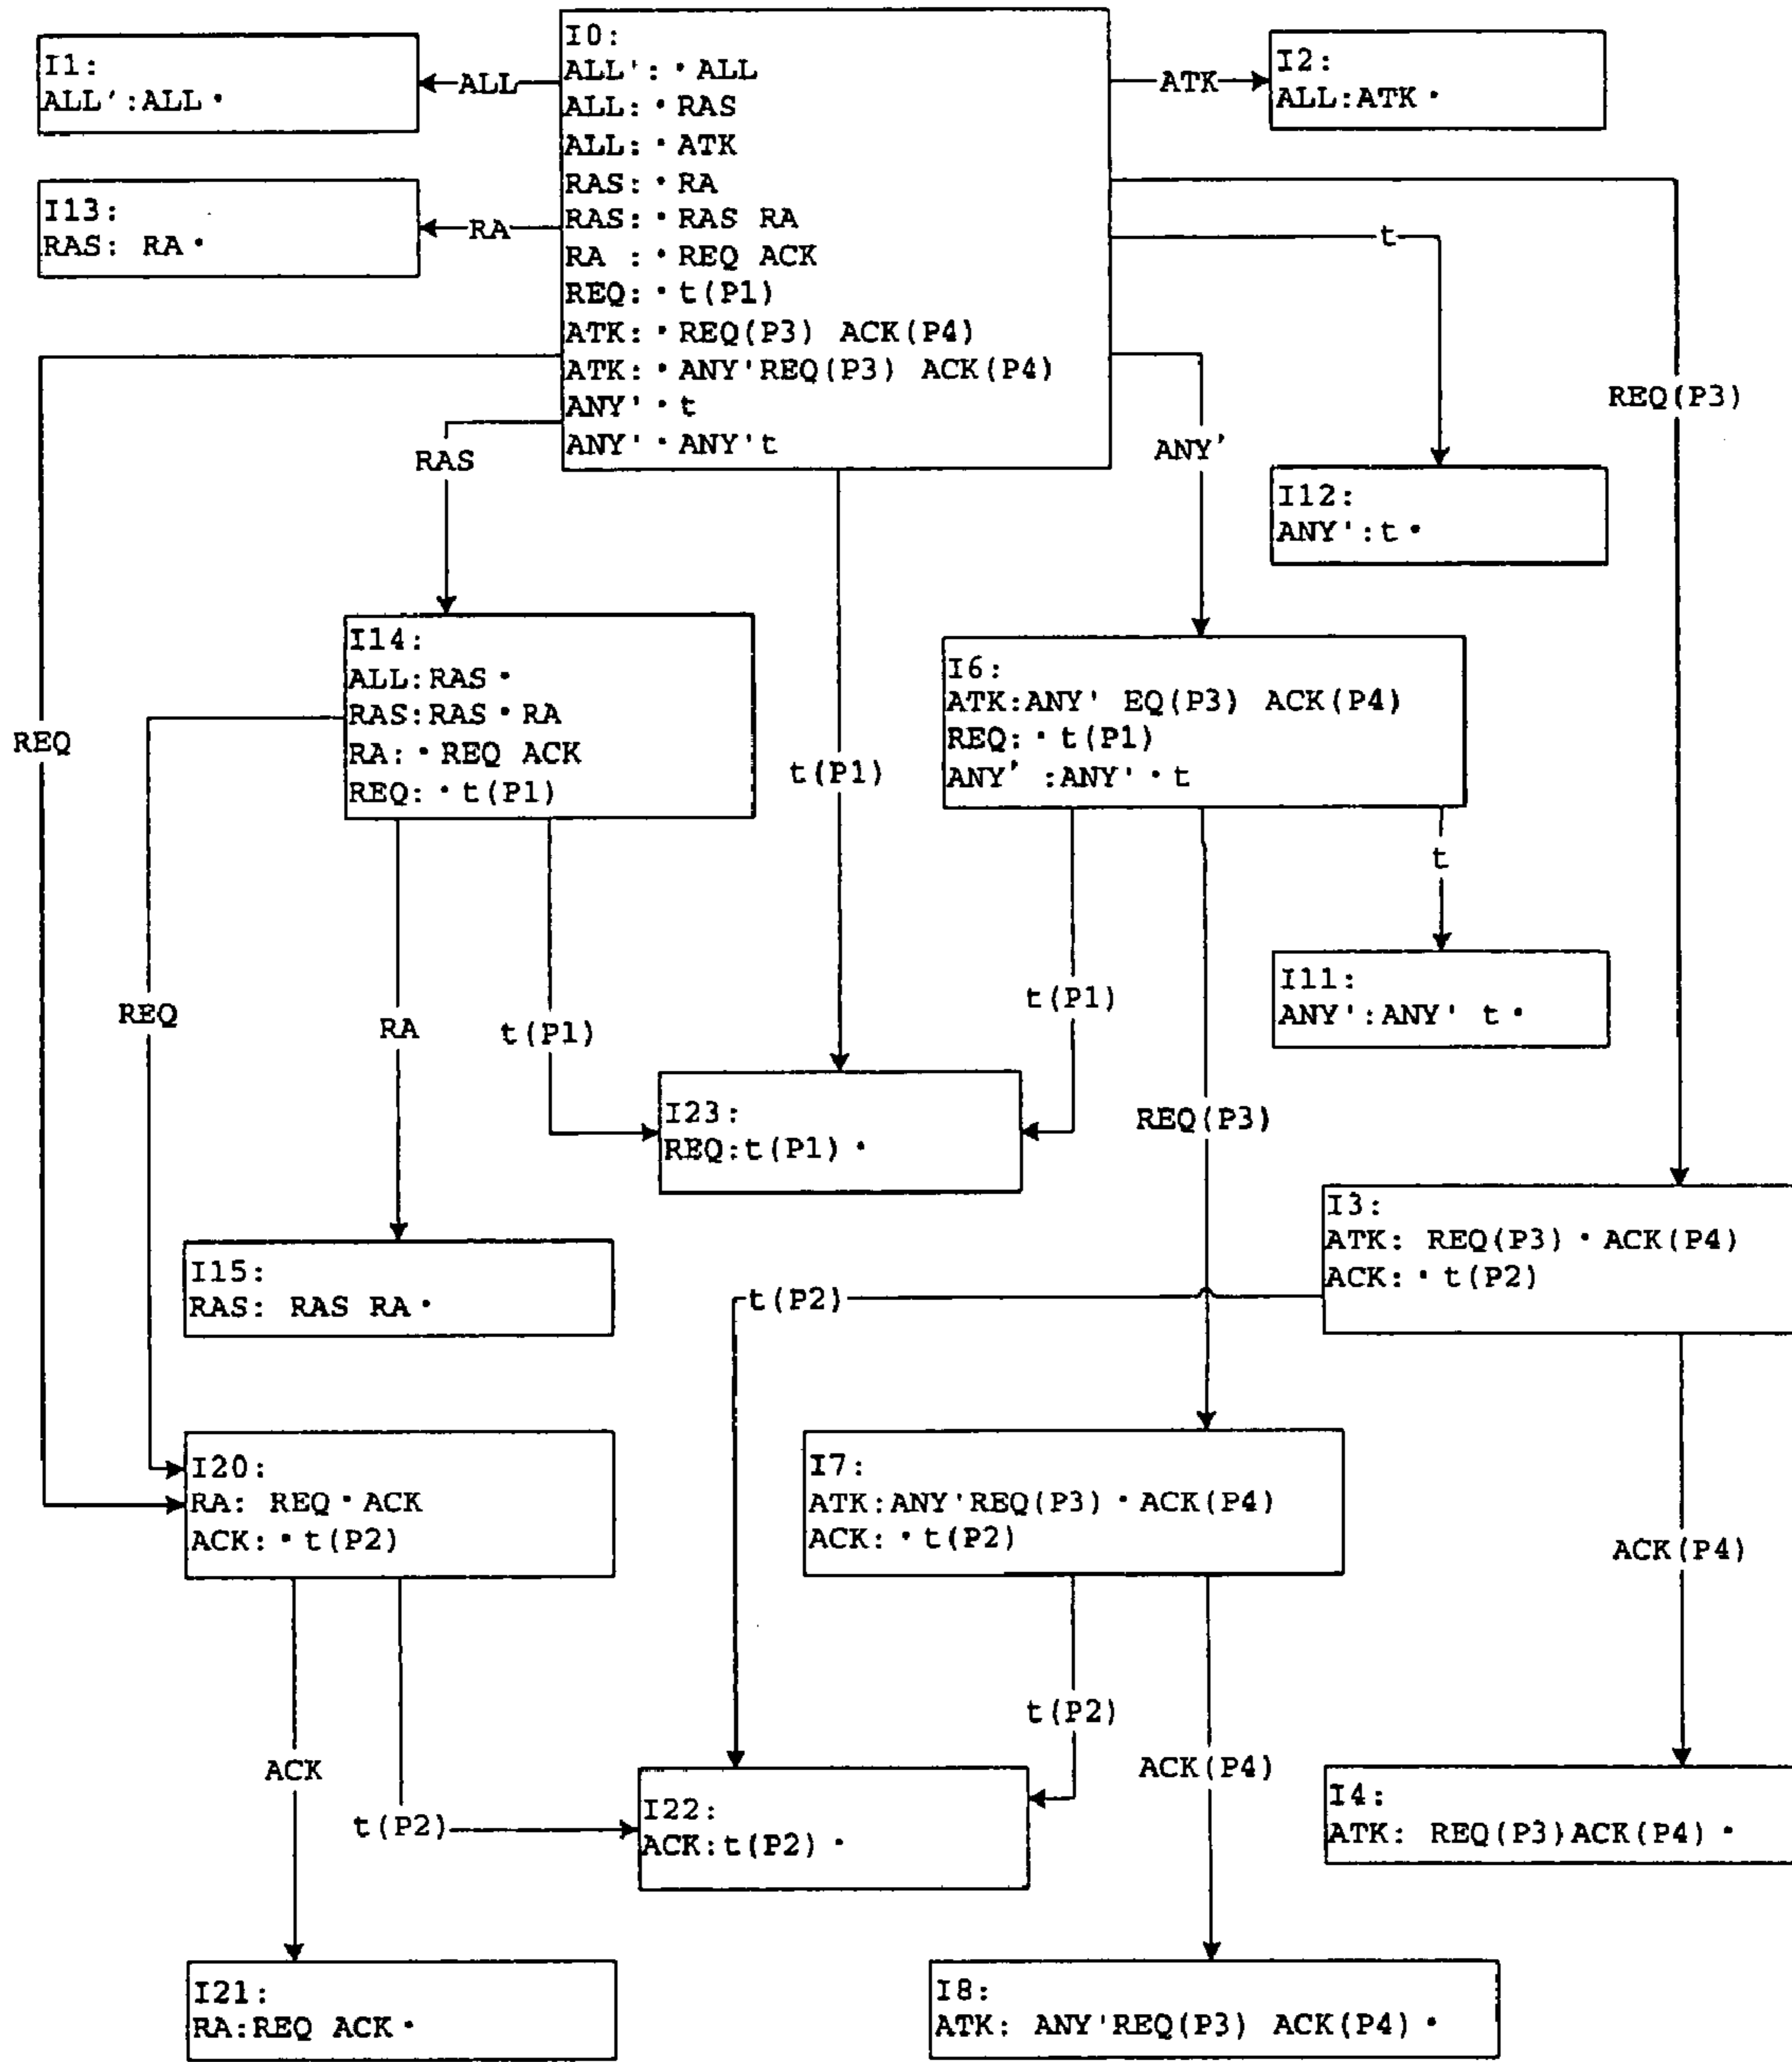 I0:
ALL': • ALL
ALL: • RAS
ALL: • ATK
RAS: • RA
RAS: • RAS RA
RA : • REQ ACK
REQ: • t(P1)
ATK: • REQ(P3) ACK(P4)
ATK: • ANY'REQ(P3) ACK(P4)
ANY' • t
ANY' • ANY't
I1:
ALL':ALL •
ALL
ATK
I2:
ALL:ATK •
I13:
RAS: RA •
RA
t
REQ(P3)
RAS
ANY'
I12:
ANY':t •
I14:
ALL:RAS •
RAS:RAS • RA
RA: • REQ ACK
REQ: • t(P1)
I6:
ATK:ANY' EQ(P3) ACK(P4)
REQ: • t(P1)
ANY' :ANY' • t
REQ
t(P1)
t
I11:
ANY':ANY' t •
REQ
RA
t(P1)
t(P1)
I23:
REQ:t(P1) •
REQ(P3)
I3:
ATK: REQ(P3) • ACK(P4)
ACK: • t(P2)
I15:
RAS: RAS RA •
t(P2)
I20:
RA: REQ • ACK
ACK: • t(P2)
I7:
ATK:ANY'REQ(P3) • ACK(P4)
ACK: • t(P2)
ACK(P4)
t(P2)
ACK
ACK(P4)
t(P2)
I22:
ACK:t(P2) •
I4:
ATK: REQ(P3)ACK(P4) •
I21:
RA:REQ ACK •
I8:
ATK: ANY'REQ(P3) ACK(P4) •